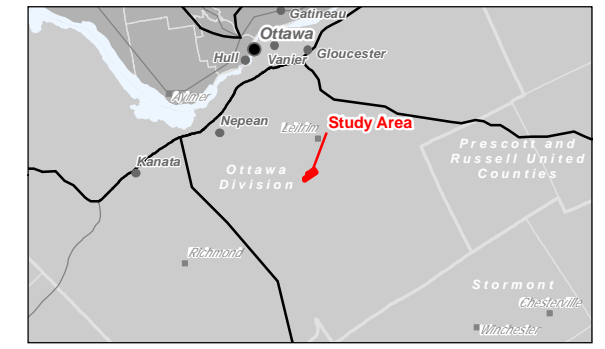 Gatineau
Ottawa
Hull
Vanier
Gloucester
Aylmer
Nepean
Leitrim
Study Area
Kanata
Ottawa
Division
Prescott and
Russell United
Counties
Richmond
Stormont
Chesterville
Winchester